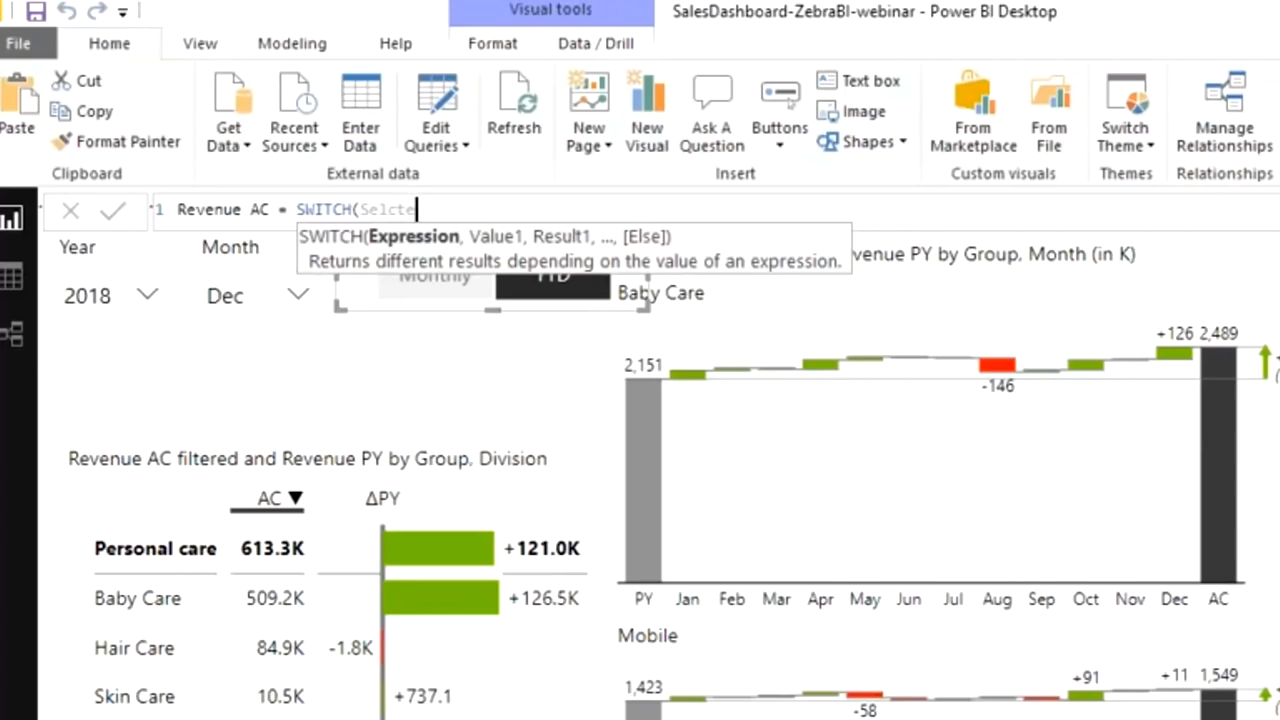 Visual tools
SalesDashboard-ZebraBI-webinar - Power BI Desktop
File Home View Modeling Help Format Data / Drill
Paste
Cut
Copy
Format Painter
Clipboard
Get Data
Recent Sources
Enter Data
Edit Queries
External data
Refresh
New Page
New Visual
Ask A Question
Buttons
Text box
Image
Shapes
Insert
From Marketplace
From File
Custom visuals
Switch Theme
Themes
Manage Relationships
Relationships
1 Revenue AC = SWITCH(Selcte
SWITCH(Expression, Value1, Result1, ..., [Else])
Returns different results depending on the value of an expression.
Year Month
2018 Dec
Monthly YTD
venue PY by Group, Month (in K)
Baby Care
2,151
-146
+126 2,489
PY Jan Feb Mar Apr May Jun Jul Aug Sep Oct Nov Dec AC
Mobile
1,423
-58
+91
+11 1,549
Revenue AC filtered and Revenue PY by Group, Division
AC ▼ ΔPY
Personal care 613.3K +121.0K
Baby Care 509.2K +126.5K
Hair Care 84.9K -1.8K
Skin Care 10.5K +737.1